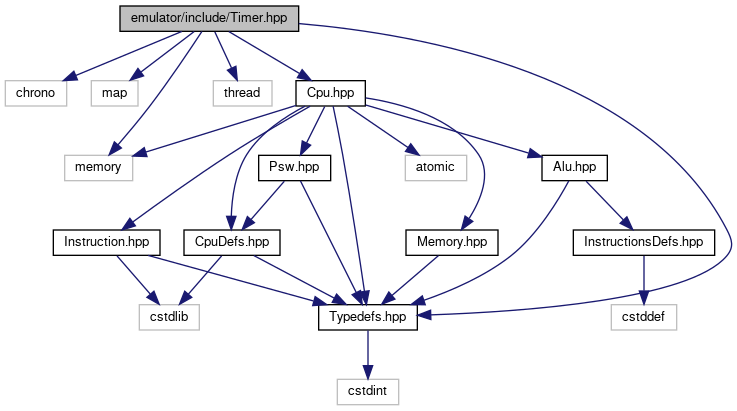 emulator/include/Timer.hpp
chrono
map
thread
Cpu.hpp
memory
Psw.hpp
atomic
Alu.hpp
Instruction.hpp
CpuDefs.hpp
Memory.hpp
InstructionsDefs.hpp
cstdlib
Typedefs.hpp
cstddef
cstdint